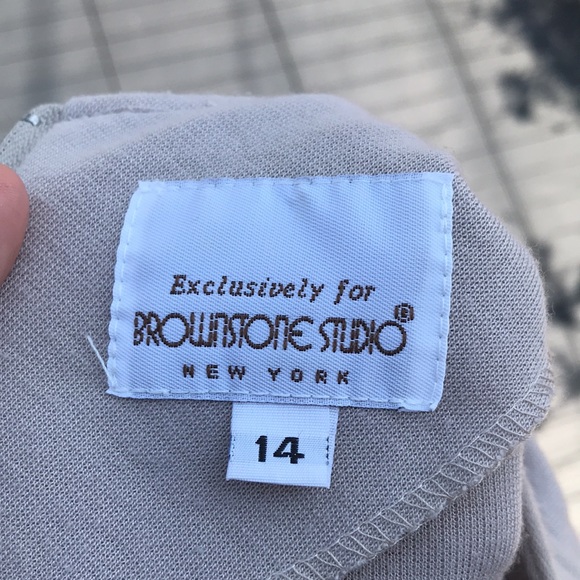 Exclusively for
BROWNSTONE STUDIO®
NEW YORK
14